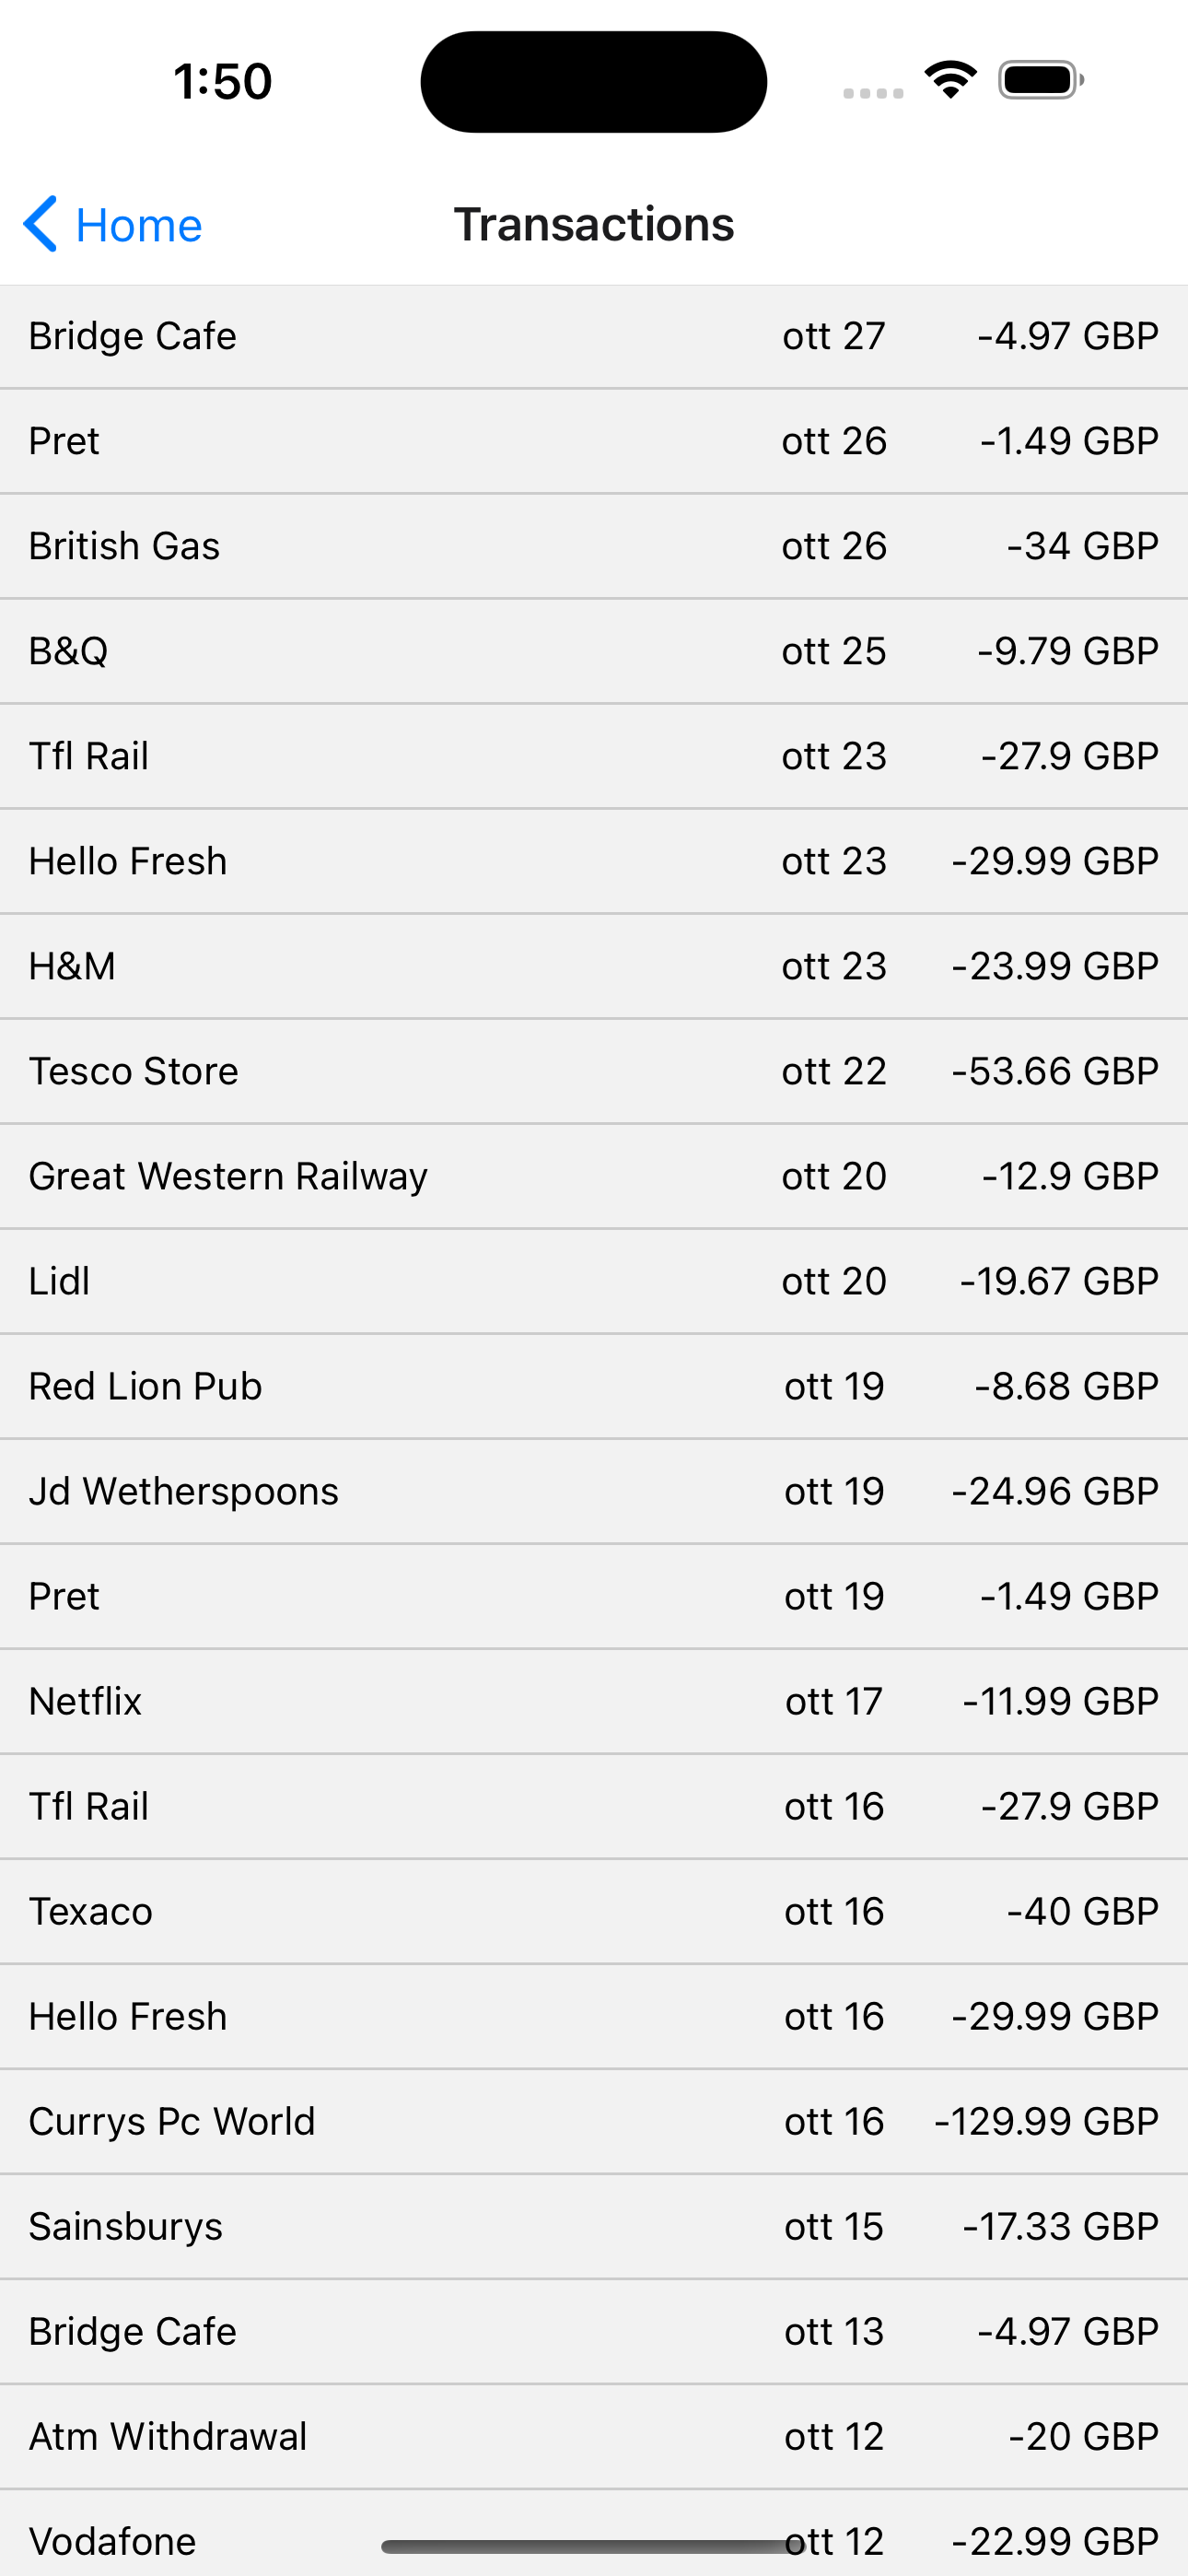 1:50
Home Transactions
Bridge Cafe ott 27 -4.97 GBP
Pret ott 26 -1.49 GBP
British Gas ott 26 -34 GBP
B&Q ott 25 -9.79 GBP
Tfl Rail ott 23 -27.9 GBP
Hello Fresh ott 23 -29.99 GBP
H&M ott 23 -23.99 GBP
Tesco Store ott 22 -53.66 GBP
Great Western Railway ott 20 -12.9 GBP
Lidl ott 20 -19.67 GBP
Red Lion Pub ott 19 -8.68 GBP
Jd Wetherspoons ott 19 -24.96 GBP
Pret ott 19 -1.49 GBP
Netflix ott 17 -11.99 GBP
Tfl Rail ott 16 -27.9 GBP
Texaco ott 16 -40 GBP
Hello Fresh ott 16 -29.99 GBP
Currys Pc World ott 16 -129.99 GBP
Sainsburys ott 15 -17.33 GBP
Bridge Cafe ott 13 -4.97 GBP
Atm Withdrawal ott 12 -20 GBP
Vodafone ott 12 -22.99 GBP